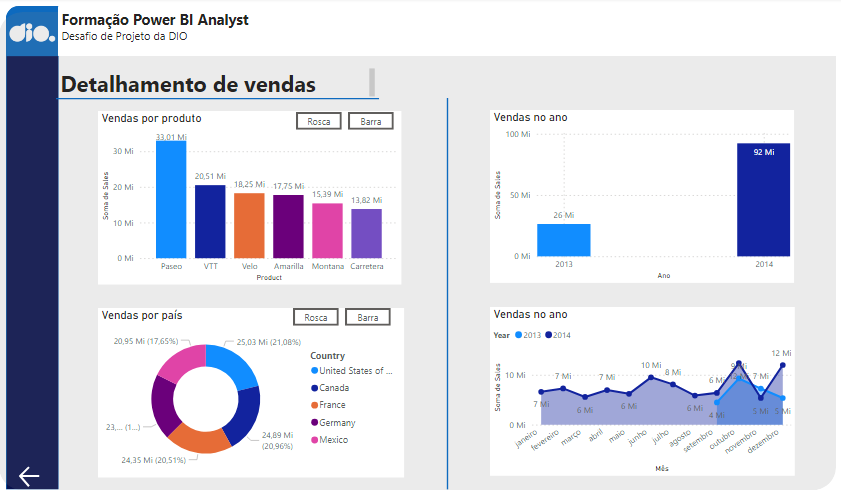 dio.
Formação Power BI Analyst
Desafio de Projeto da DIO
Detalhamento de vendas
Vendas por produto
Rosca
Barra
Soma de Sales
30 Mi
20 Mi
10 Mi
0 Mi
33,01 Mi
20,51 Mi
18,25 Mi
17,75 Mi
15,39 Mi
13,82 Mi
Paseo
VTT
Velo
Amarilla
Montana
Carretera
Product
Vendas no ano
Soma de Sales
100 Mi
50 Mi
0 Mi
26 Mi
92 Mi
2013
2014
Ano
Vendas por país
Rosca
Barra
20,95 Mi (17,65%)
25,03 Mi (21,08%)
24,89 Mi
(20,96%)
24,35 Mi (20,51%)
23,... (1...)
Country
United States of ...
Canada
France
Germany
Mexico
Vendas no ano
Year
2013
2014
Soma de Sales
10 Mi
0 Mi
7 Mi
7 Mi
6 Mi
7 Mi
6 Mi
10 Mi
8 Mi
6 Mi
6 Mi
4 Mi
7 Mi
5 Mi
12 Mi
5 Mi
janeiro
fevereiro
março
abril
maio
junho
julho
agosto
setembro
outubro
novembro
dezembro
Mês